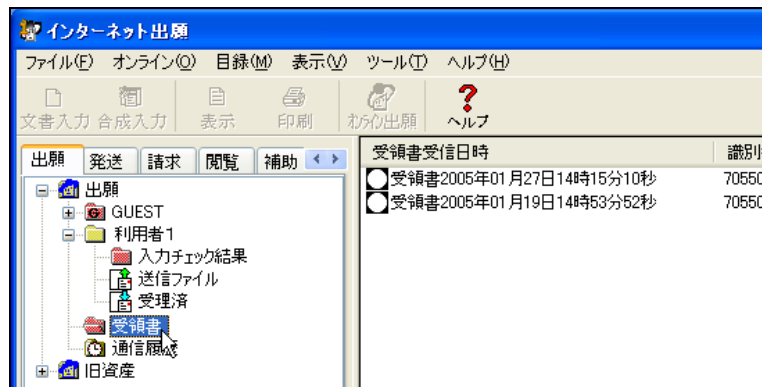 インターネット出願
ファイル(F) オンライン(O) 目録(M) 表示(V) ツール(T) ヘルプ(H)
文書入力 合成入力 表示 印刷 オンライン出願 ヘルプ
出願 発送 請求 閲覧 補助
受領書受信日時 識別
出願
GUEST
利用者1
入力チェック結果
送信ファイル
受理済
受領書
通信履歴
旧資産
受領書2005年01月27日14時15分10秒 70550
受領書2005年01月19日14時53分52秒 70550